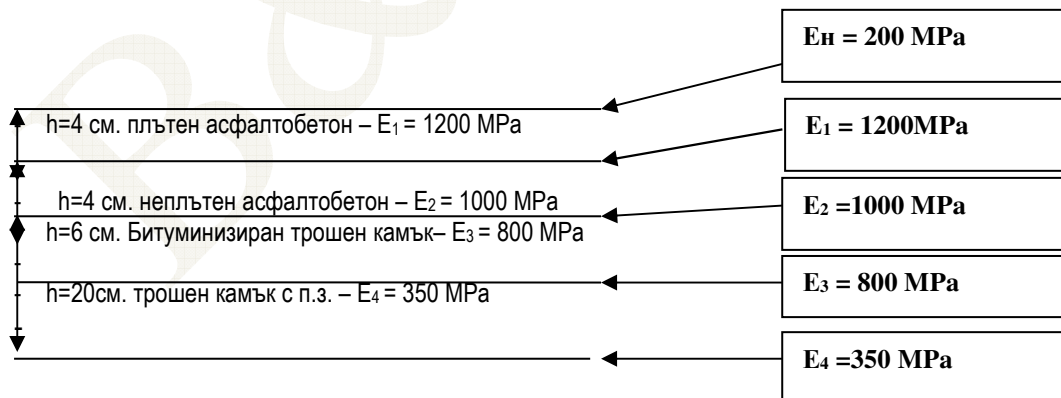 Ен = 200 MPa
h=4 см. плътен асфалтобетон – E1 = 1200 MPa
E1 = 1200MPa
h=4 см. неплътен асфалтобетон – E2 = 1000 MPa
E2 =1000 MPa
h=6 см. Битуминизиран трошен камък– E3 = 800 MPa
h=20см. трошен камък с п.з. – E4 = 350 MPa
E3 = 800 MPa
E4 =350 MPa